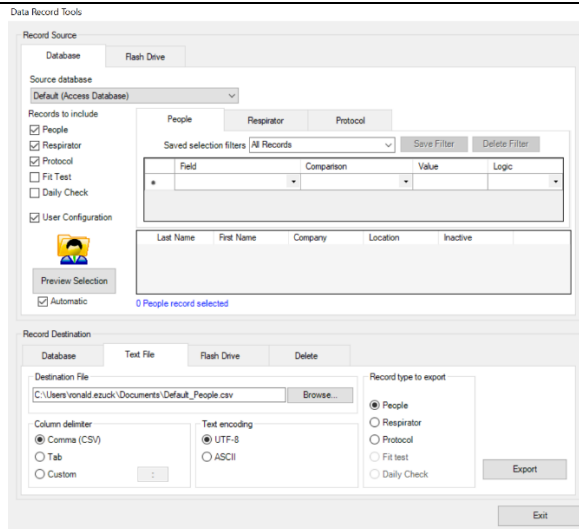 Data Record Tools
Record Source
Database Flash Drive
Source database
Default (Access Database)
Records to include
People
Respirator
Protocol
Fit Test
Daily Check
User Configuration
Preview Selection
Automatic
People Respirator Protocol
Saved selection filters All Records Save Filter Delete Filter
Field Comparison Value Logic
Last Name First Name Company Location Inactive
0 People record selected
Record Destination
Database Text File Flash Drive Delete
Destination File
C:\Users\ronald.ezuck\Documents\Default_People.csv Browse...
Column delimiter
Comma (CSV)
Tab
Custom :
Text encoding
UTF-8
ASCII
Record type to export
People
Respirator
Protocol
Fit test
Daily Check
Export
Exit